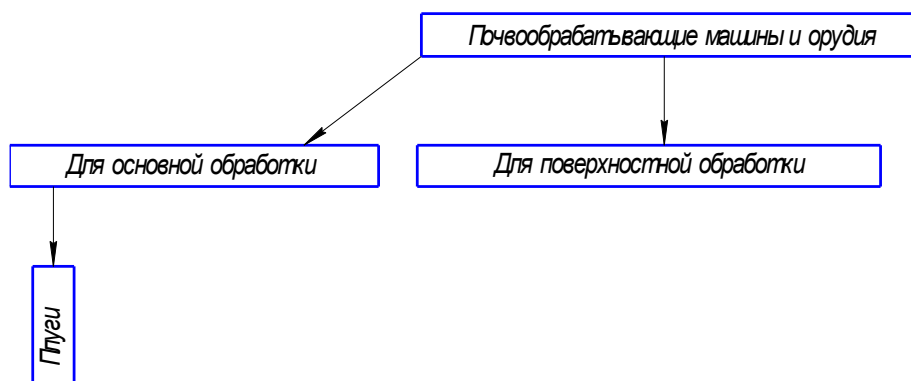 Почвообрабатывающие машины и орудия
Для основной обработки
Для поверхностной обработки
Плуги